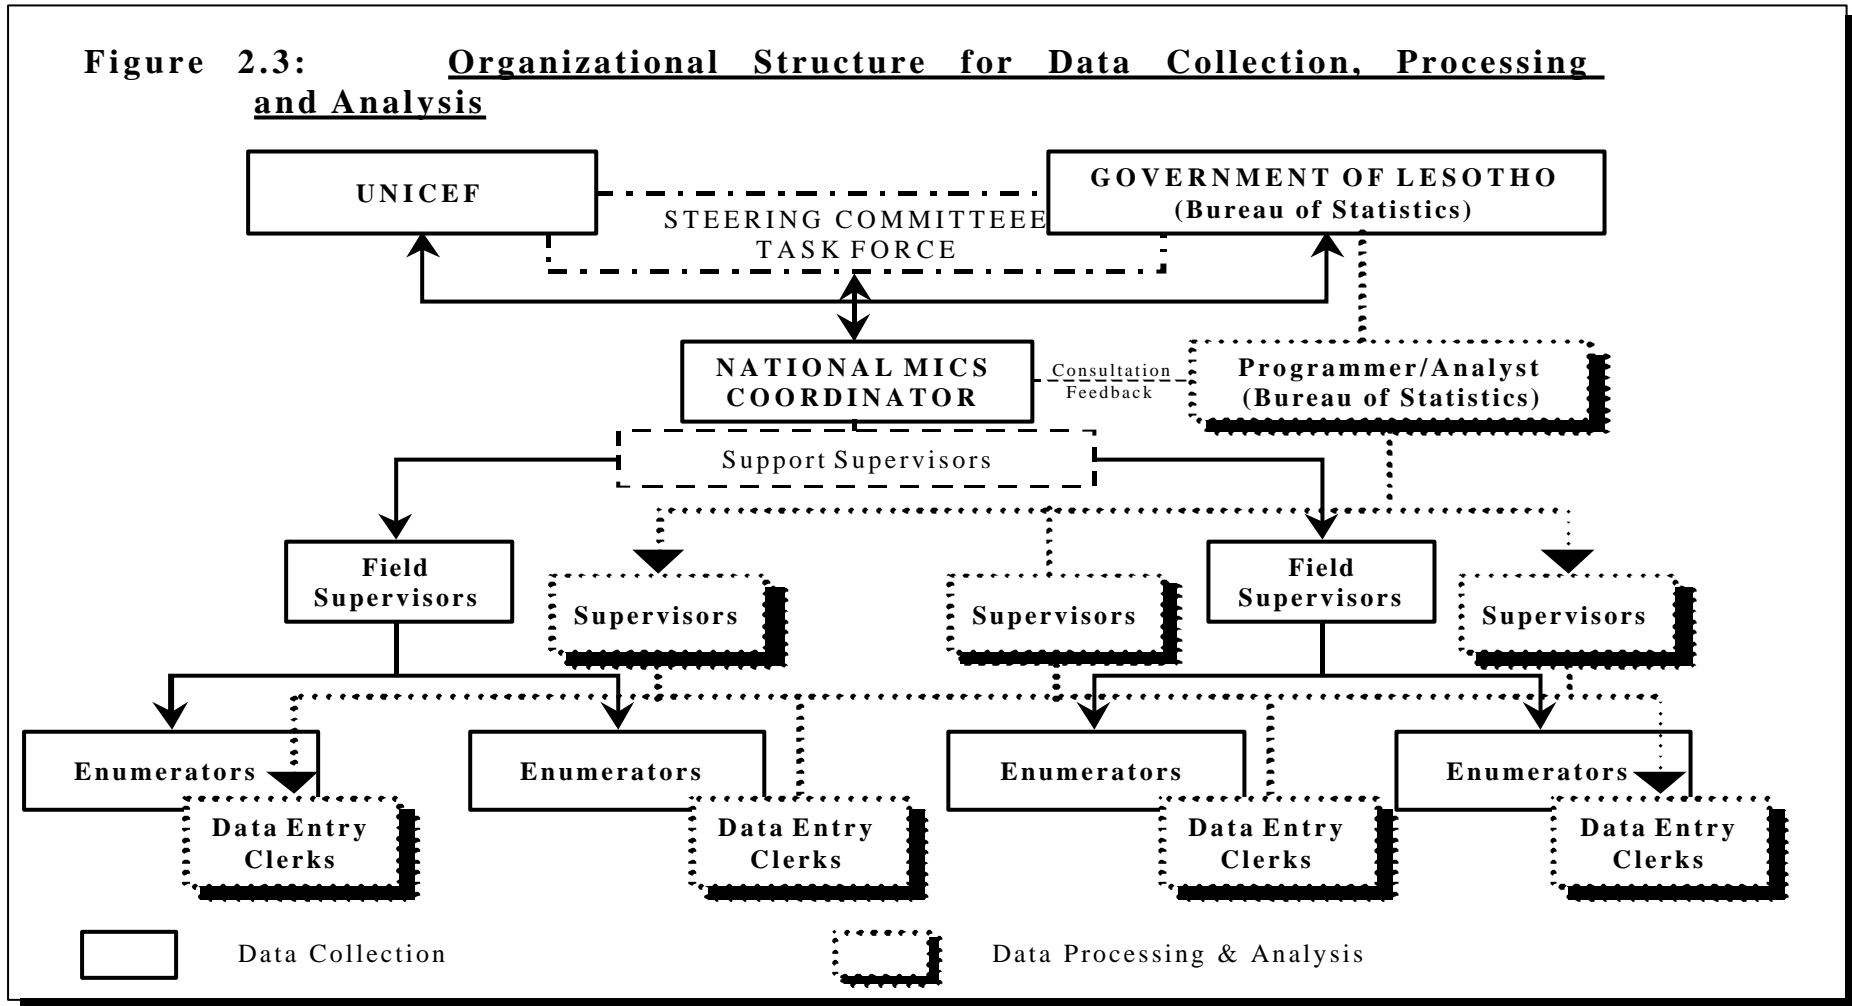 Figure 2.3: Organizational Structure for Data Collection, Processing
and Analysis
UNICEF
GOVERNMENT OF LESOTHO
(Bureau of Statistics)
STEERING COMMITTEEE
TASK FORCE
NATIONAL MICS
COORDINATOR
Consultation
Feedback
Programmer/Analyst
(Bureau of Statistics)
Support Supervisors
Field
Supervisors
Supervisors
Supervisors
Field
Supervisors
Supervisors
Enumerators
Enumerators
Enumerators
Enumerators
Data Entry
Clerks
Data Entry
Clerks
Data Entry
Clerks
Data Entry
Clerks
Data Collection
Data Processing & Analysis